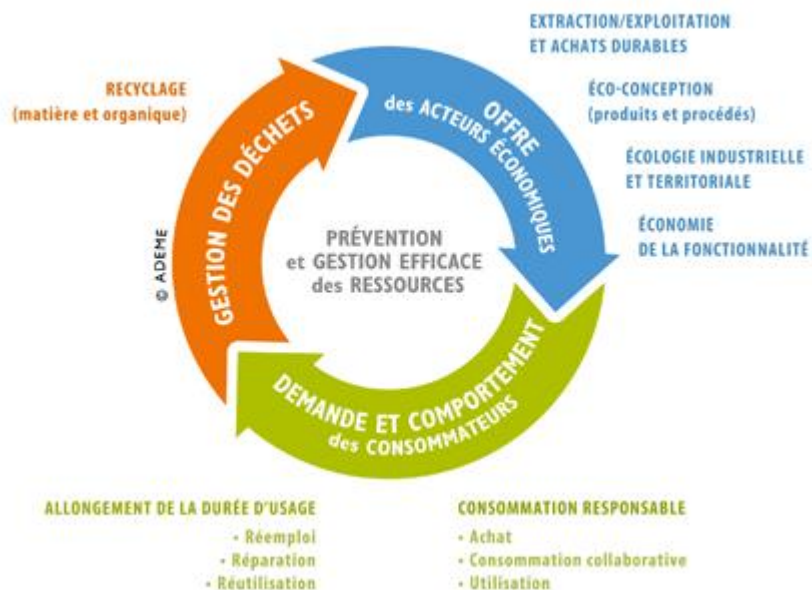 EXTRACTION/EXPLOITATION
ET ACHATS DURABLES
RECYCLAGE
(matière et organique)
ÉCO-CONCEPTION
(produits et procédés)
ÉCOLOGIE INDUSTRIELLE
ET TERRITORIALE
ÉCONOMIE
DE LA FONCTIONNALITÉ
OFFRE
des ACTEURS ÉCONOMIQUES
GESTION DES DÉCHETS
© ADEME
PRÉVENTION
et GESTION EFFICACE
des RESSOURCES
DEMANDE ET COMPORTEMENT
des CONSOMMATEURS
ALLONGEMENT DE LA DURÉE D'USAGE
• Réemploi
• Réparation
• Réutilisation
CONSOMMATION RESPONSABLE
• Achat
• Consommation collaborative
• Utilisation